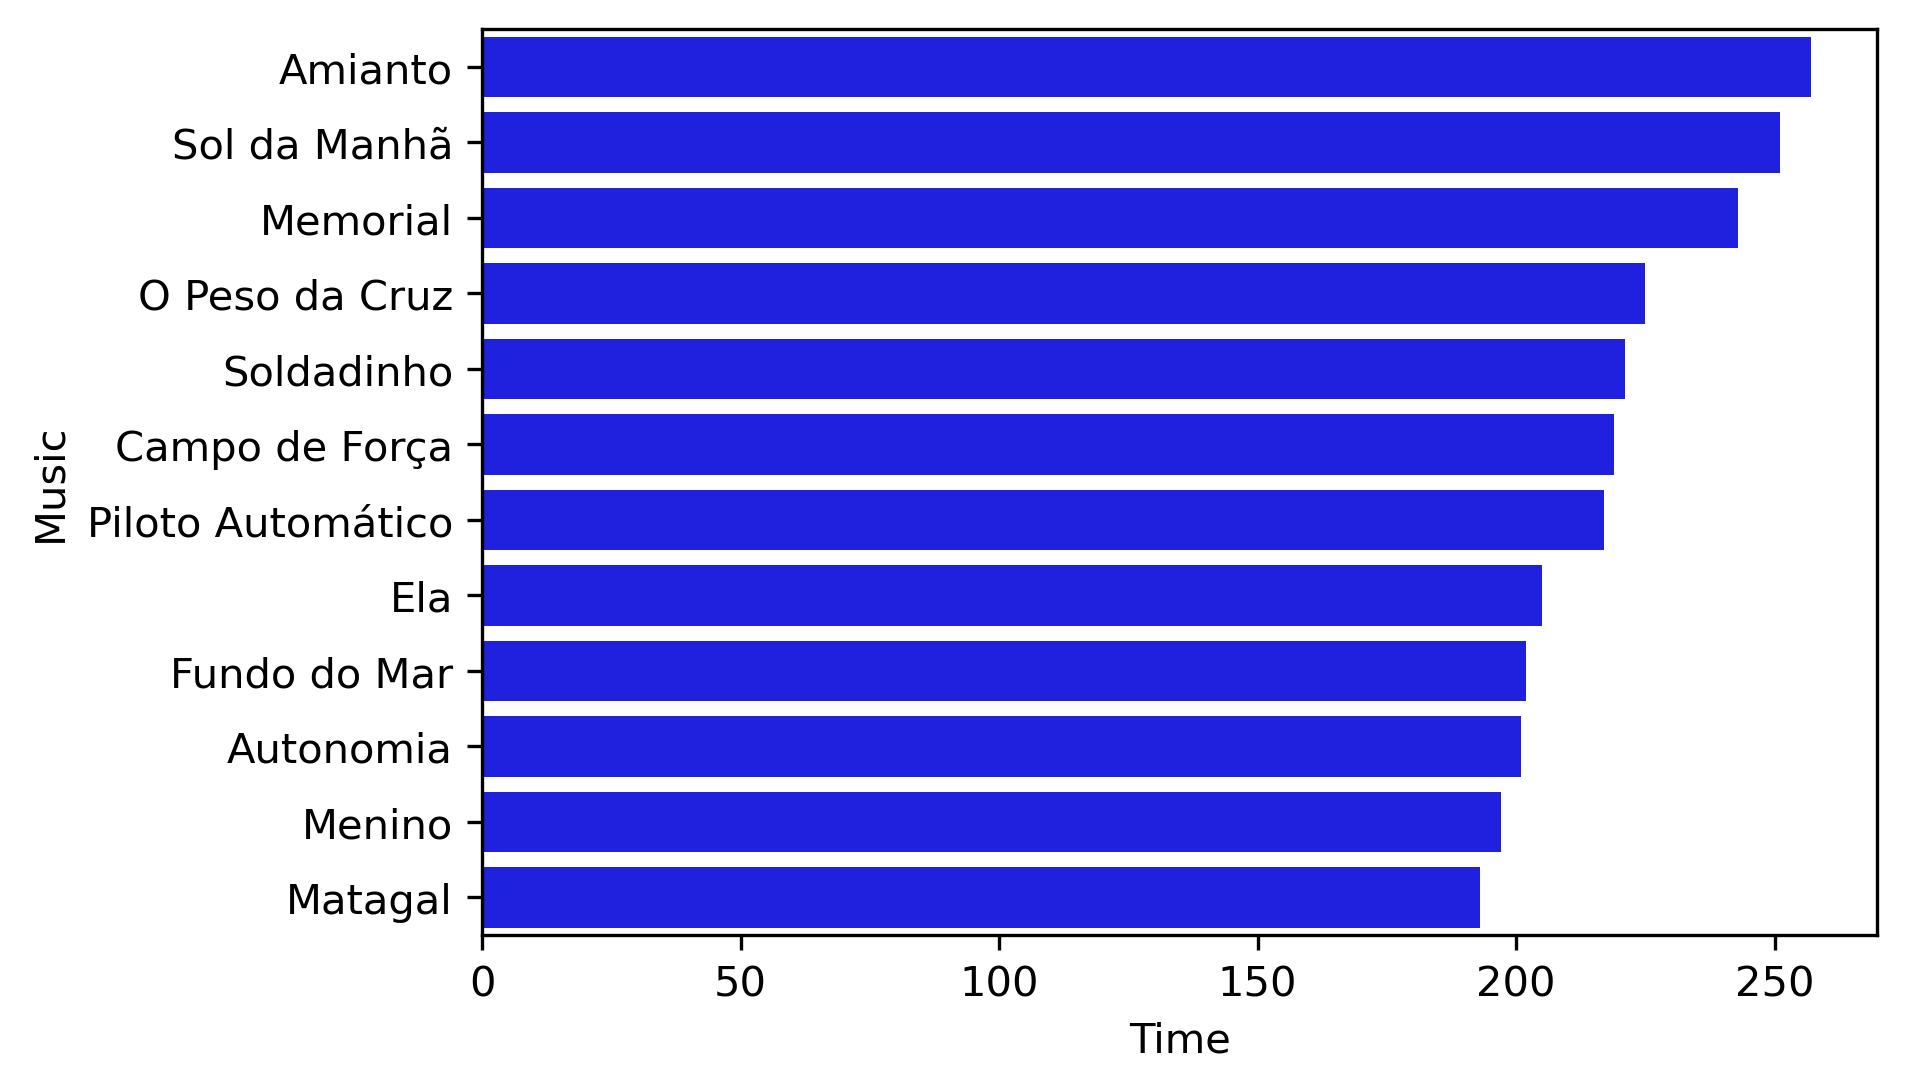 Amianto
Sol da Manhã
Memorial
O Peso da Cruz
Soldadinho
Campo de Força
Piloto Automático
Ela
Fundo do Mar
Autonomia
Menino
Matagal
Music
0 50 100 150 200 250
Time